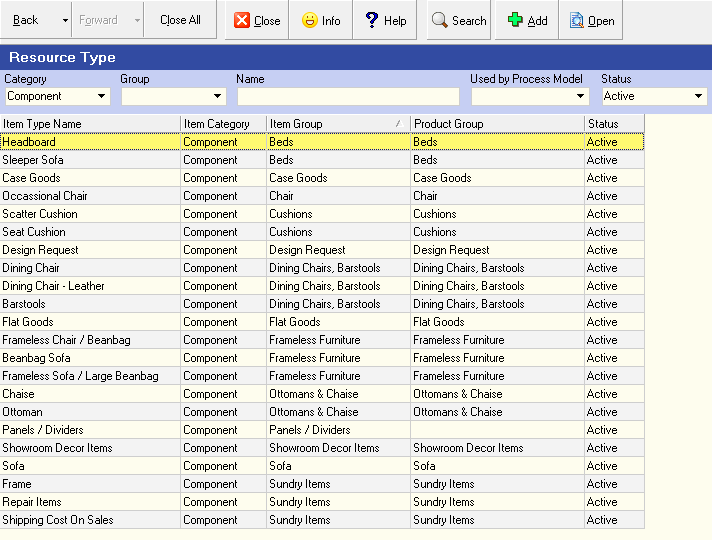 Back Forward Close All Close Info Help Search Add Open
Resource Type
Category Group Name Used by Process Model Status
Component Active
Item Type Name Item Category Item Group Product Group Status
Headboard Component Beds Beds Active
Sleeper Sofa Component Beds Beds Active
Case Goods Component Case Goods Case Goods Active
Occassional Chair Component Chair Chair Active
Scatter Cushion Component Cushions Cushions Active
Seat Cushion Component Cushions Cushions Active
Design Request Component Design Request Design Request Active
Dining Chair Component Dining Chairs, Barstools Dining Chairs, Barstools Active
Dining Chair - Leather Component Dining Chairs, Barstools Dining Chairs, Barstools Active
Barstools Component Dining Chairs, Barstools Dining Chairs, Barstools Active
Flat Goods Component Flat Goods Flat Goods Active
Frameless Chair / Beanbag Component Frameless Furniture Frameless Furniture Active
Beanbag Sofa Component Frameless Furniture Frameless Furniture Active
Frameless Sofa / Large Beanbag Component Frameless Furniture Frameless Furniture Active
Chaise Component Ottomans & Chaise Ottomans & Chaise Active
Ottoman Component Ottomans & Chaise Ottomans & Chaise Active
Panels / Dividers Component Panels / Dividers Active
Showroom Decor Items Component Showroom Decor Items Showroom Decor Items Active
Sofa Component Sofa Sofa Active
Frame Component Sundry Items Sundry Items Active
Repair Items Component Sundry Items Sundry Items Active
Shipping Cost On Sales Component Sundry Items Sundry Items Active